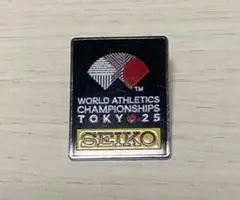 TM
WORLD ATHLETICS
CHAMPIONSHIPS
TOKYO 25
SEIKO